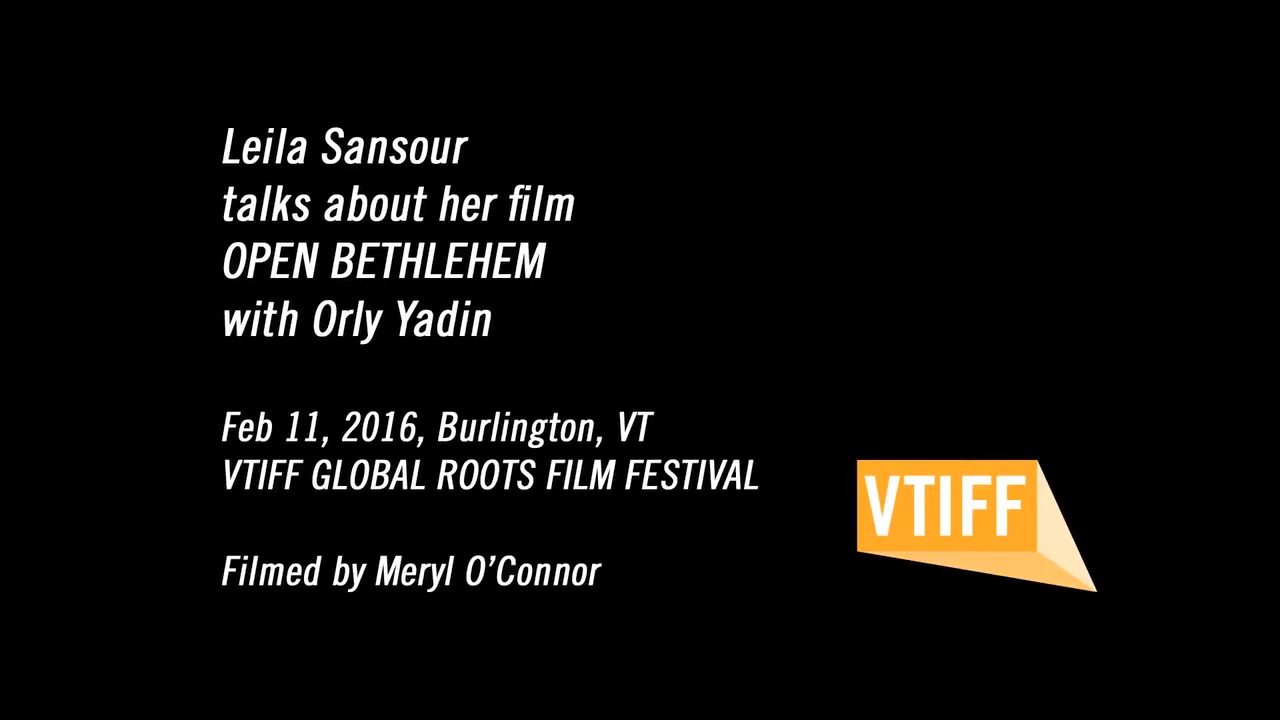 Leila Sansour
talks about her film
OPEN BETHLEHEM
with Orly Yadin
Feb 11, 2016, Burlington, VT
VTIFF GLOBAL ROOTS FILM FESTIVAL
Filmed by Meryl O’Connor
VTIFF